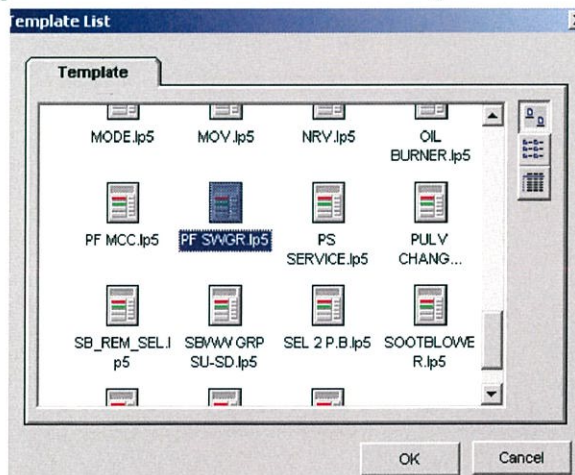 Template List
Template
MODE.lp5 MOV.lp5 NRV.lp5 OIL
BURNER.lp5
PF MCC.lp5 PF SWGR.lp5 PS
SERVICE.lp5 PULV
CHANG...
SB_REM_SEL.l
p5 SBWW GRP
SU-SD.lp5 SEL 2 P.B.lp5 SOOTBLOWE
R.lp5
OK Cancel